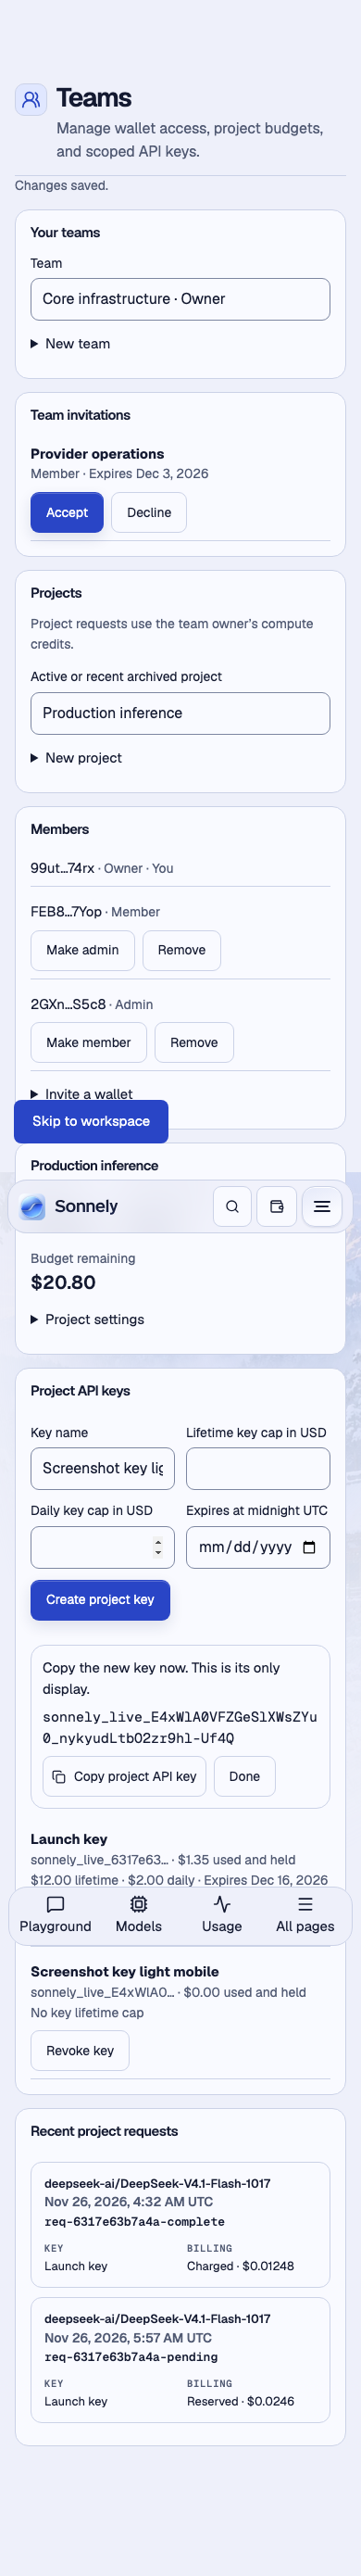 Teams
Manage wallet access, project budgets,
and scoped API keys.
Changes saved.
Your teams
Team
Core infrastructure · Owner
New team
Team invitations
Provider operations
Member · Expires Dec 3, 2026
Accept
Decline
Projects
Project requests use the team owner's compute
credits.
Active or recent archived project
Production inference
New project
Members
99ut…74rx · Owner · You
FEB8…7Yop · Member
Make admin
Remove
2GXn…S5c8 · Admin
Make member
Remove
Invite a wallet
Skip to workspace
Production inference
Sonnely
Budget remaining
$20.80
Project settings
Project API keys
Key name
Lifetime key cap in USD
Screenshot key lig
Daily key cap in USD
Expires at midnight UTC
mm/dd/yyyy
Create project key
Copy the new key now. This is its only
display.
sonnely_live_E4xWlA0VFZGeSlXWsZYu
0_nykyudLtbO2zr9hl-Uf4Q
Copy project API key
Done
Launch key
sonnely_live_6317e63… · $1.35 used and held
$12.00 lifetime · $2.00 daily · Expires Dec 16, 2026
Playground
Models
Usage
All pages
Screenshot key light mobile
sonnely_live_E4xWlA0… · $0.00 used and held
No key lifetime cap
Revoke key
Recent project requests
deepseek-ai/DeepSeek-V4.1-Flash-1017
Nov 26, 2026, 4:32 AM UTC
req-6317e63b7a4a-complete
KEY
BILLING
Launch key
Charged · $0.01248
deepseek-ai/DeepSeek-V4.1-Flash-1017
Nov 26, 2026, 5:57 AM UTC
req-6317e63b7a4a-pending
KEY
BILLING
Launch key
Reserved · $0.0246